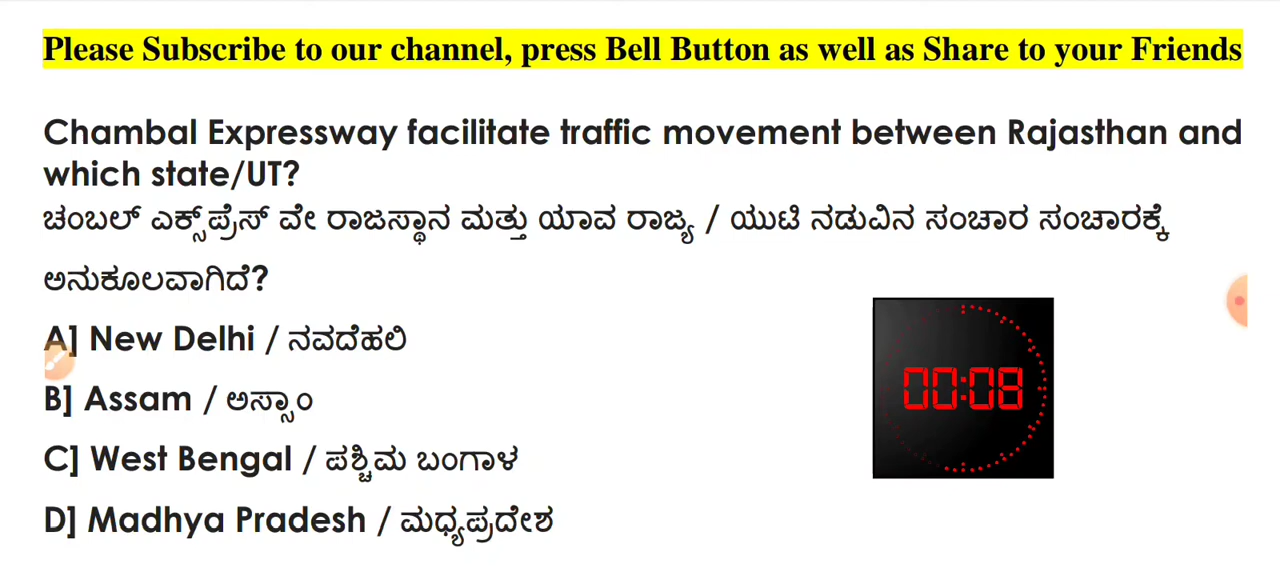 Please Subscribe to our channel, press Bell Button as well as Share to your Friends
Chambal Expressway facilitate traffic movement between Rajasthan and
which state/UT?
ಚಂಬಲ್ ಎಕ್ಸ್‌ಪ್ರೆಸ್ ವೇ ರಾಜಸ್ಥಾನ ಮತ್ತು ಯಾವ ರಾಜ್ಯ / ಯುಟಿ ನಡುವಿನ ಸಂಚಾರ ಸಂಚಾರಕ್ಕೆ
ಅನುಕೂಲವಾಗಿದೆ?
A] New Delhi / ನವದೆಹಲಿ
00:08
B] Assam / ಅಸ್ಸಾಂ
C] West Bengal / ಪಶ್ಚಿಮ ಬಂಗಾಳ
D] Madhya Pradesh / ಮಧ್ಯಪ್ರದೇಶ